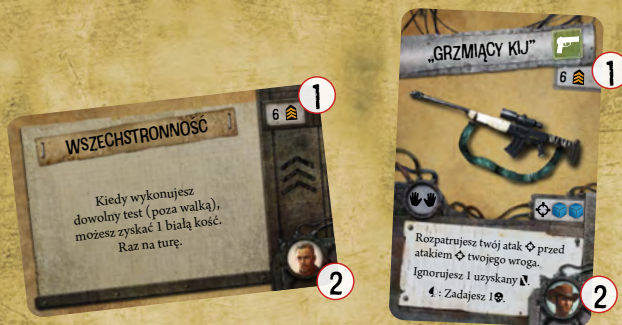 WSZECHSTRONNOŚĆ
6
1
Kiedy wykonujesz
dowolny test (poza walką),
możesz zyskać 1 białą kość.
Raz na turę.
2
„GRZMIĄCY KIJ”
6
1
Rozpatrujesz twój atak przed
atakiem twojego wroga.
Ignorujesz 1 uzyskany .
: Zadajesz 1.
2